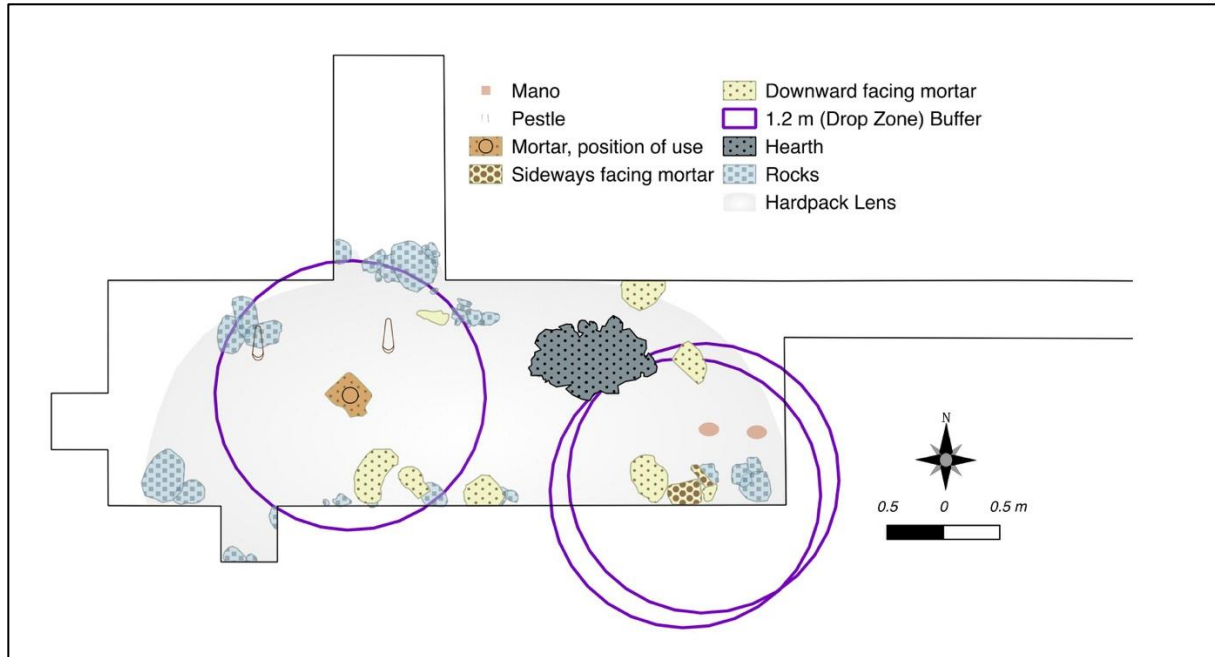 Mano
Pestle
Mortar, position of use
Sideways facing mortar
Downward facing mortar
1.2 m (Drop Zone) Buffer
Hearth
Rocks
Hardpack Lens
N
0.5 0 0.5 m